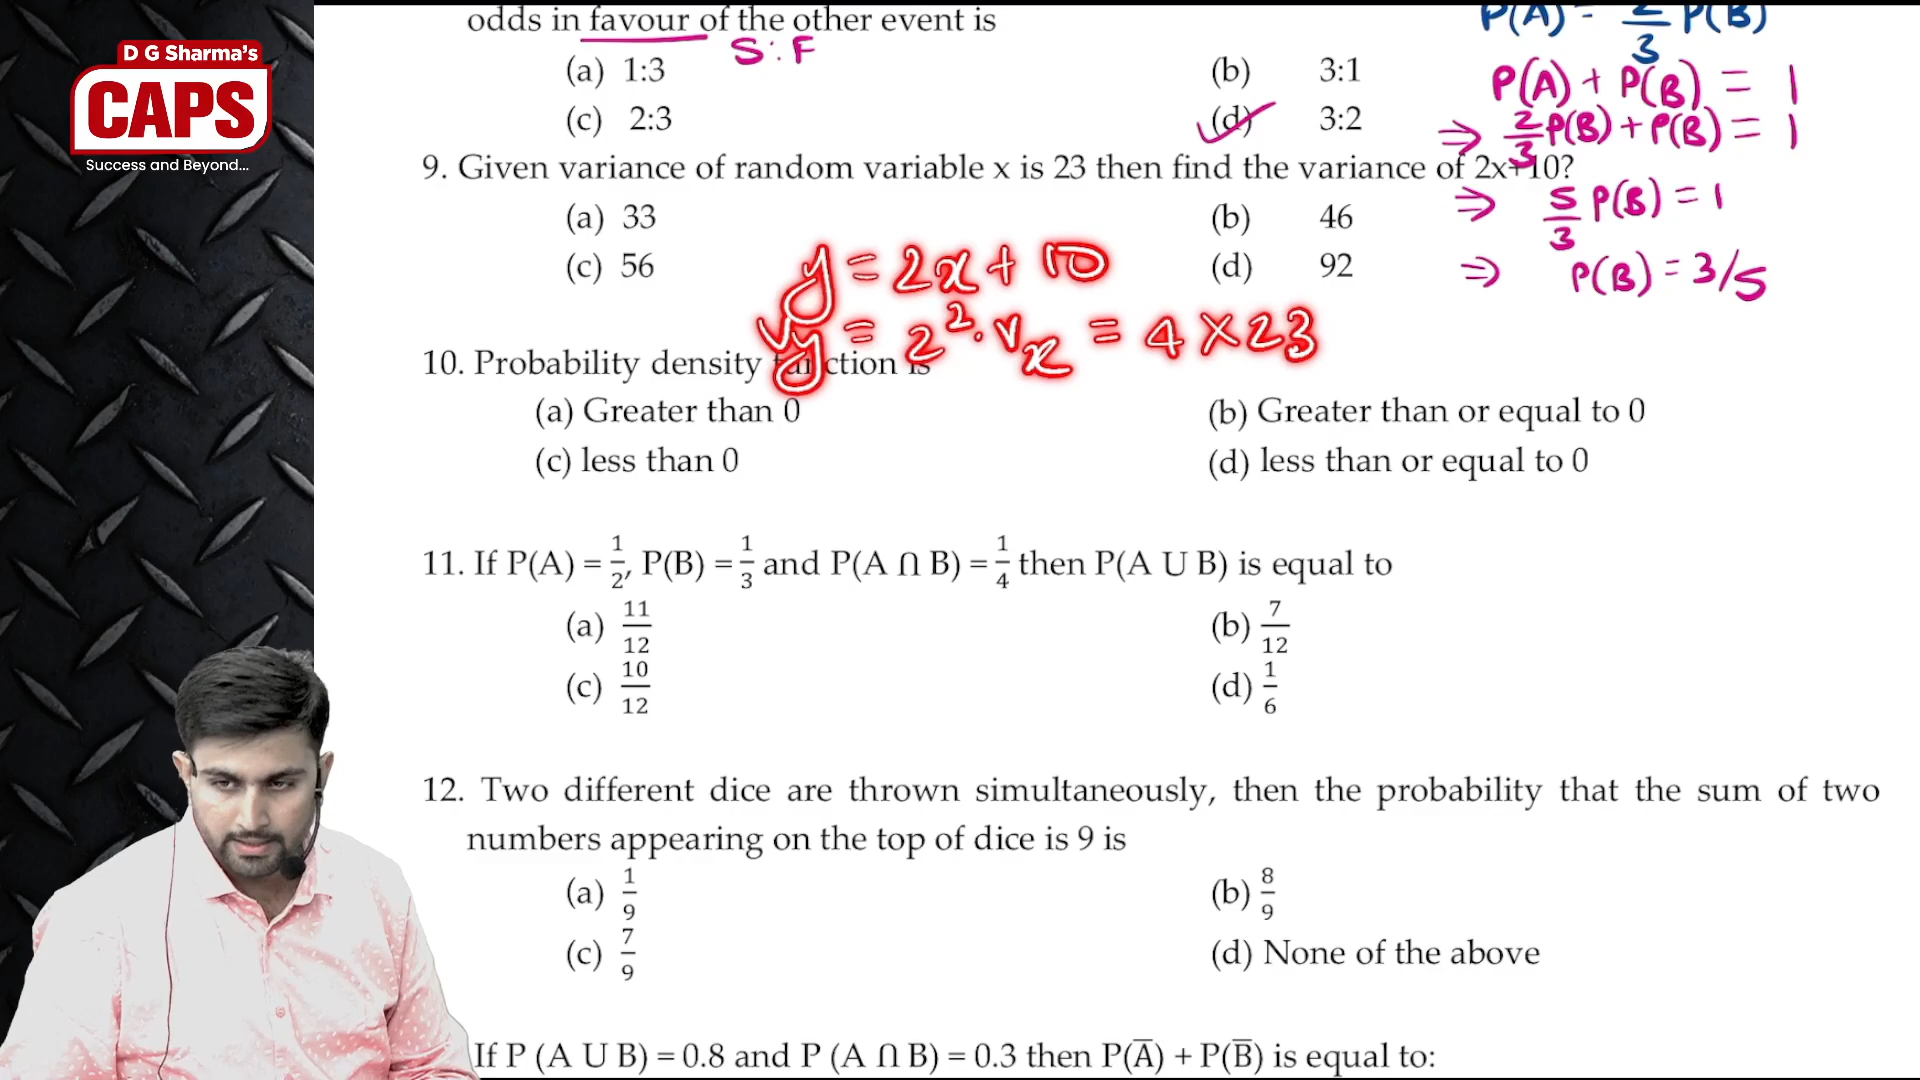 odds in favour of the other event is
S : F
(a) 1:3
(b) 3:1
(c) 2:3
(d) 3:2
P(A) = 2/3 P(B)
P(A) + P(B) = 1
⇒ 2/3 P(B) + P(B) = 1
⇒ 5/3 P(B) = 1
⇒ P(B) = 3/5
D G Sharma's
CAPS
Success and Beyond...
9. Given variance of random variable x is 23 then find the variance of 2x+10?
(a) 33
(b) 46
(c) 56
(d) 92
y = 2x + 10
Vy = 2². Vx = 4 × 23
10. Probability density function is
(a) Greater than 0
(b) Greater than or equal to 0
(c) less than 0
(d) less than or equal to 0
11. If P(A) = 1/2, P(B) = 1/3 and P(A ∩ B) = 1/4 then P(A U B) is equal to
(a) 11/12
(b) 7/12
(c) 10/12
(d) 1/6
12. Two different dice are thrown simultaneously, then the probability that the sum of two
numbers appearing on the top of dice is 9 is
(a) 1/9
(b) 8/9
(c) 7/9
(d) None of the above
If P (A U B) = 0.8 and P (A ∩ B) = 0.3 then P(A̅) + P(B̅) is equal to: